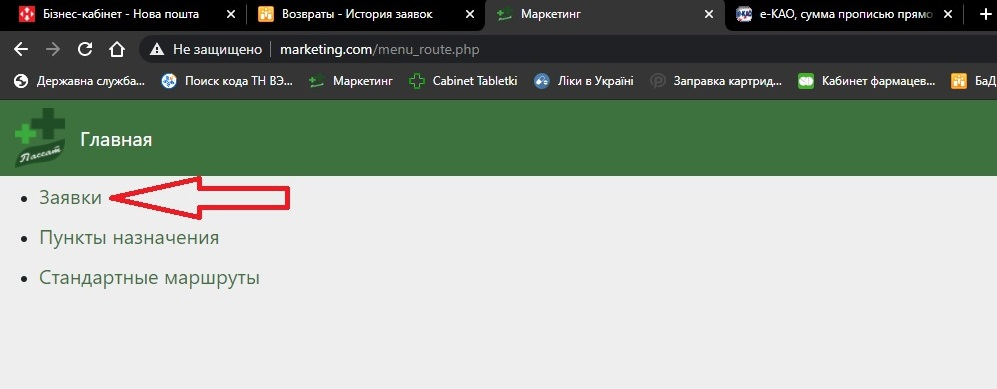 Бізнес-кабінет - Нова пошта
Возвраты - История заявок
Маркетинг
e-КАО, сумма прописью прямо
Не защищено
marketing.com/menu_route.php
Державна служба...
Поиск кода ТН ВЭ...
Маркетинг
Cabinet Tabletki
Ліки в Україні
Заправка картрид...
Кабинет фармацев...
БаД
Пассат
Главная
Заявки
Пункты назначения
Стандартные маршруты